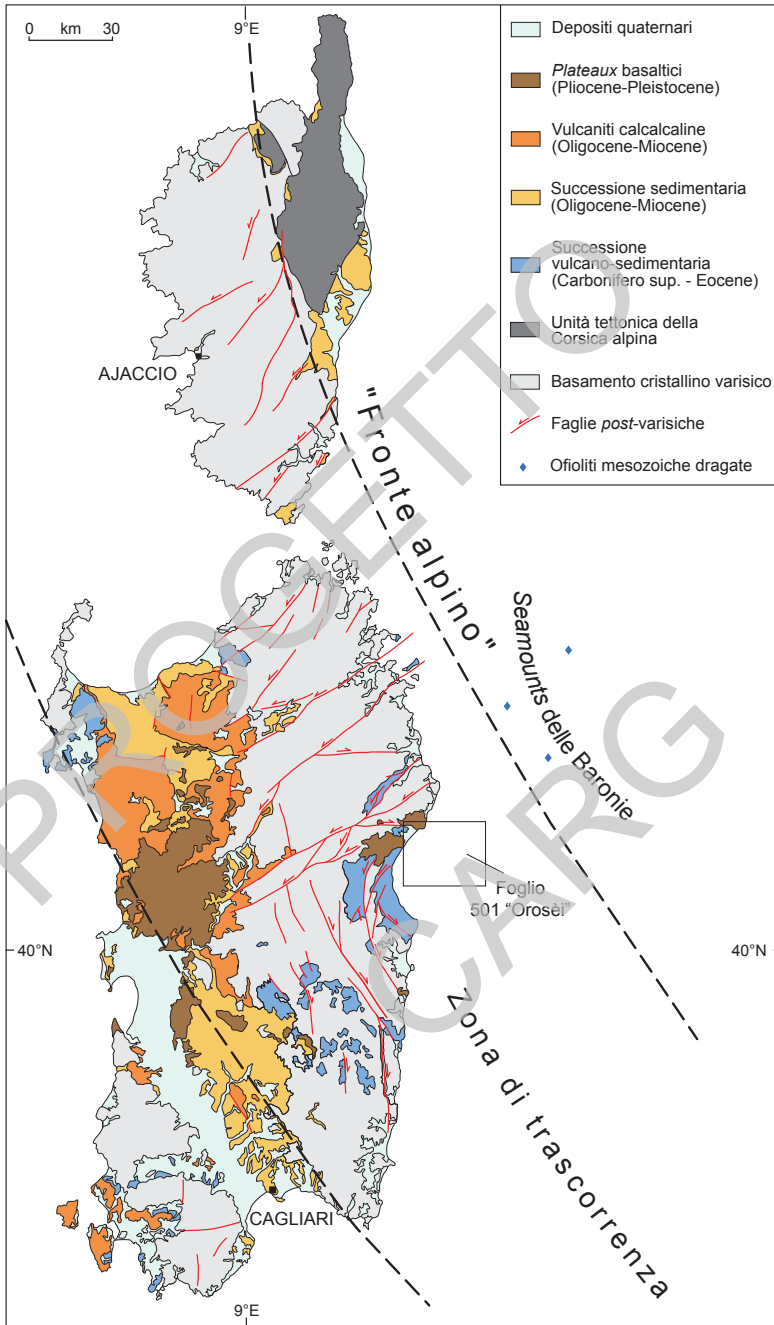 0 km 30
9°E
Depositi quaternari
Plateaux basaltici
(Pliocene-Pleistocene)
Vulcaniti calcalcaline
(Oligocene-Miocene)
Successione sedimentaria
(Oligocene-Miocene)
Successione
vulcano-sedimentaria
(Carbonifero sup. - Eocene)
Unità tettonica della
Corsica alpina
Basamento cristallino varisico
Faglie post-varisiche
Ofioliti mesozoiche dragate
AJACCIO
"Fronte alpino"
Seamounts delle Baronie
Foglio
501 “Orosèi”
40°N
40°N
Zona di trascorrenza
CAGLIARI
9°E
PROGETTO
CARG